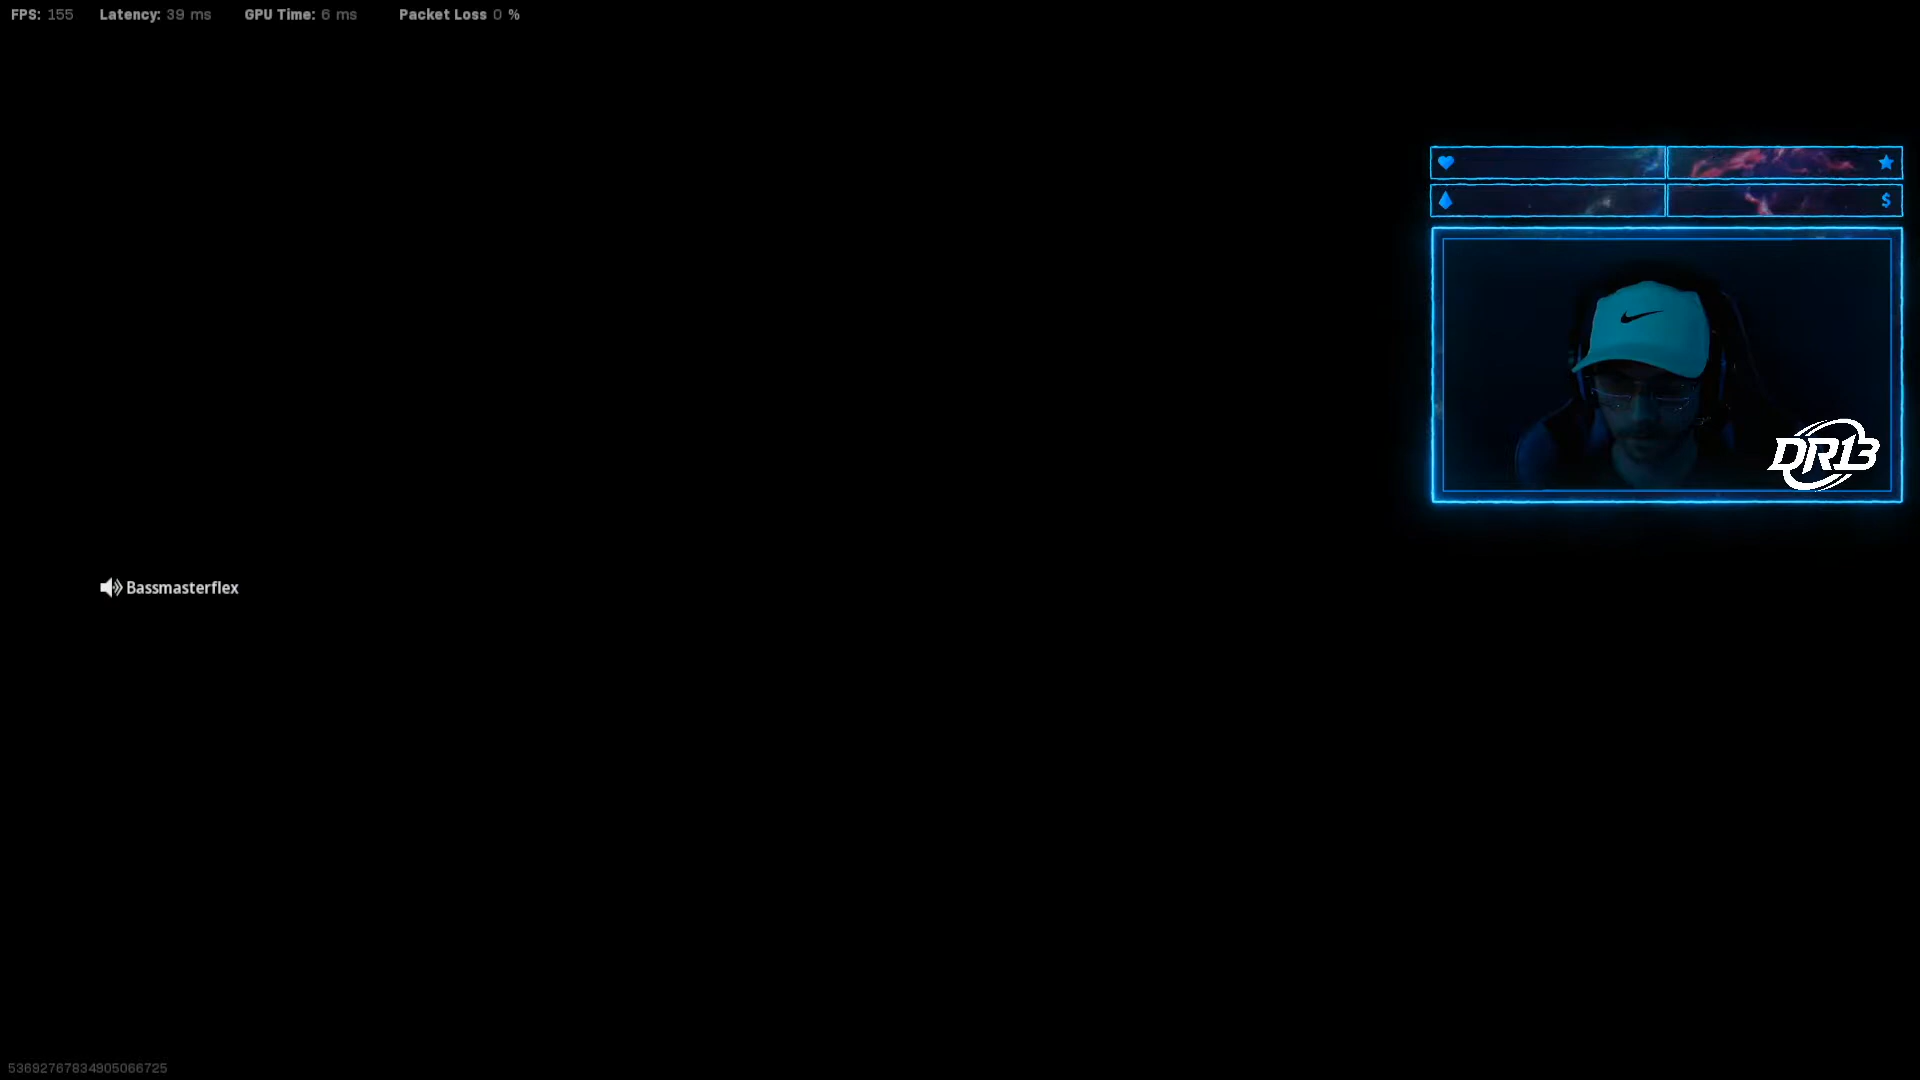 FPS: 155 Latency: 39 ms GPU Time: 6 ms Packet Loss 0 %
$
DR13
Bassmasterflex
53692767834905066725